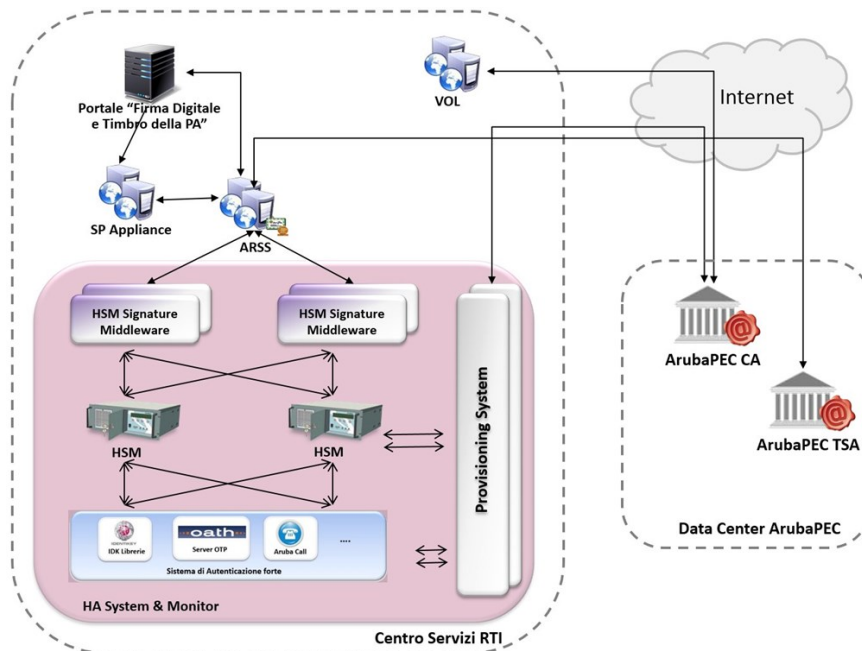 Portale “Firma Digitale
e Timbro della PA”
VOL
Internet
SP Appliance
ARSS
HSM Signature
Middleware
HSM Signature
Middleware
HSM
HSM
Provisioning System
IDENTIKEY
IDK Librerie
oath
Server OTP
Aruba Call
....
Sistema di Autenticazione forte
HA System & Monitor
Centro Servizi RTI
ArubaPEC CA
ArubaPEC TSA
Data Center ArubaPEC